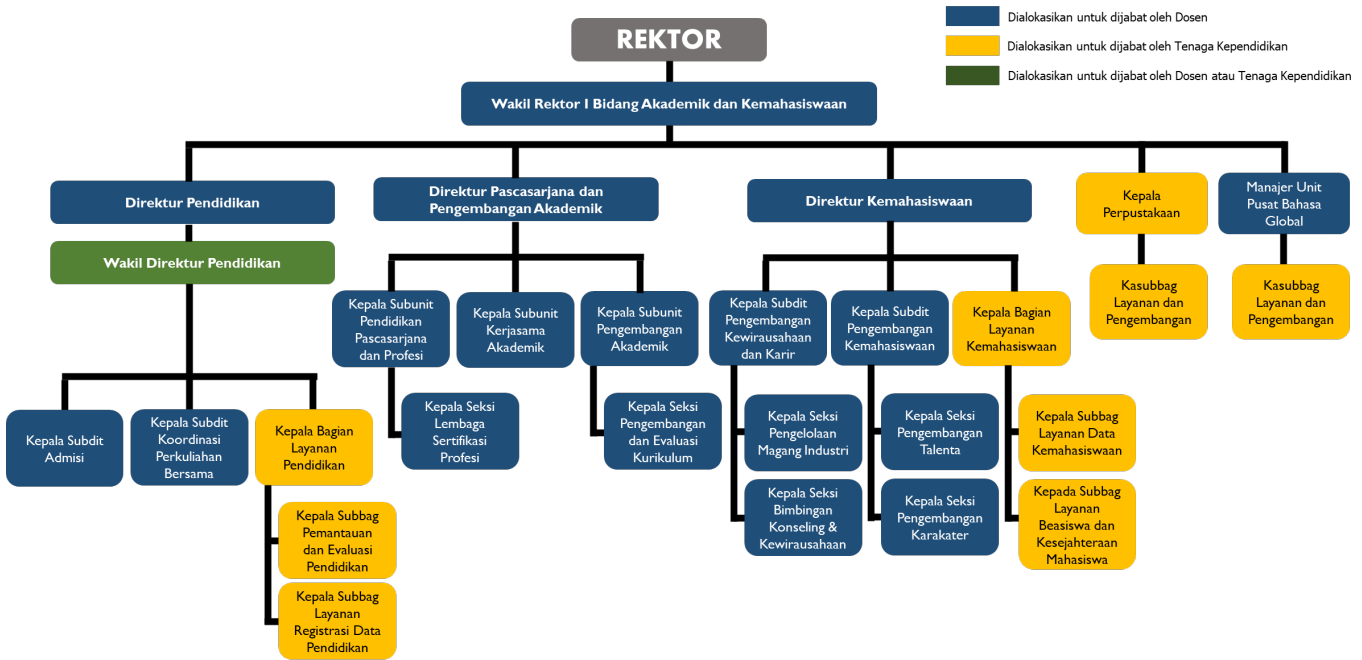 REKTOR
Dialokasikan untuk dijabat oleh Dosen
Dialokasikan untuk dijabat oleh Tenaga Kependidikan
Dialokasikan untuk dijabat oleh Dosen atau Tenaga Kependidikan
Wakil Rektor I Bidang Akademik dan Kemahasiswaan
Direktur Pendidikan
Direktur Pascasarjana dan
Pengembangan Akademik
Direktur Kemahasiswaan
Kepala
Perpustakaan
Manajer Unit
Pusat Bahasa
Global
Wakil Direktur Pendidikan
Kepala Subunit
Pendidikan
Pascasarjana
dan Profesi
Kepala Subunit
Kerjasama
Akademik
Kepala Subunit
Pengembangan
Akademik
Kepala Subdit
Pengembangan
Kewirausahaan
dan Karir
Kepala Subdit
Pengembangan
Kemahasiswaan
Kepala Bagian
Layanan
Kemahasiswaan
Kasubbag
Layanan dan
Pengembangan
Kasubbag
Layanan dan
Pengembangan
Kepala Subdit
Admisi
Kepala Subdit
Koordinasi
Perkuliahan
Bersama
Kepala Bagian
Layanan
Pendidikan
Kepala Seksi
Lembaga
Sertifikasi
Profesi
Kepala Seksi
Pengembangan
dan Evaluasi
Kurikulum
Kepala Seksi
Pengelolaan
Magang Industri
Kepala Seksi
Pengembangan
Talenta
Kepala Subbag
Layanan Data
Kemahasiswaan
Kepala Seksi
Bimbingan
Konseling &
Kewirausahaan
Kepala Seksi
Pengembangan
Karakater
Kepada Subbag
Layanan
Beasiswa dan
Kesejahteraan
Mahasiswa
Kepala Subbag
Pemantauan
dan Evaluasi
Pendidikan
Kepala Subbag
Layanan
Registrasi Data
Pendidikan